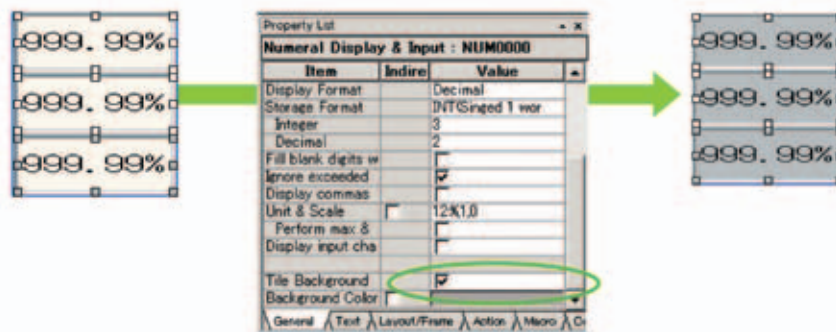 999.99%
999.99%
999.99%
Property List
Numeral Display & Input : NUM0000
Item Indire Value
Display Format Decimal
Storage Format INT(Singed 1 wor
Integer 3
Decimal 2
Fill blank digits w
Ignore exceeded
Display commas
Unit & Scale 12:%,1,0
Perform max &
Display input cha
Tile Background
Background Color
General Text Layout/Frame Action Macro
999.99%
999.99%
999.99%